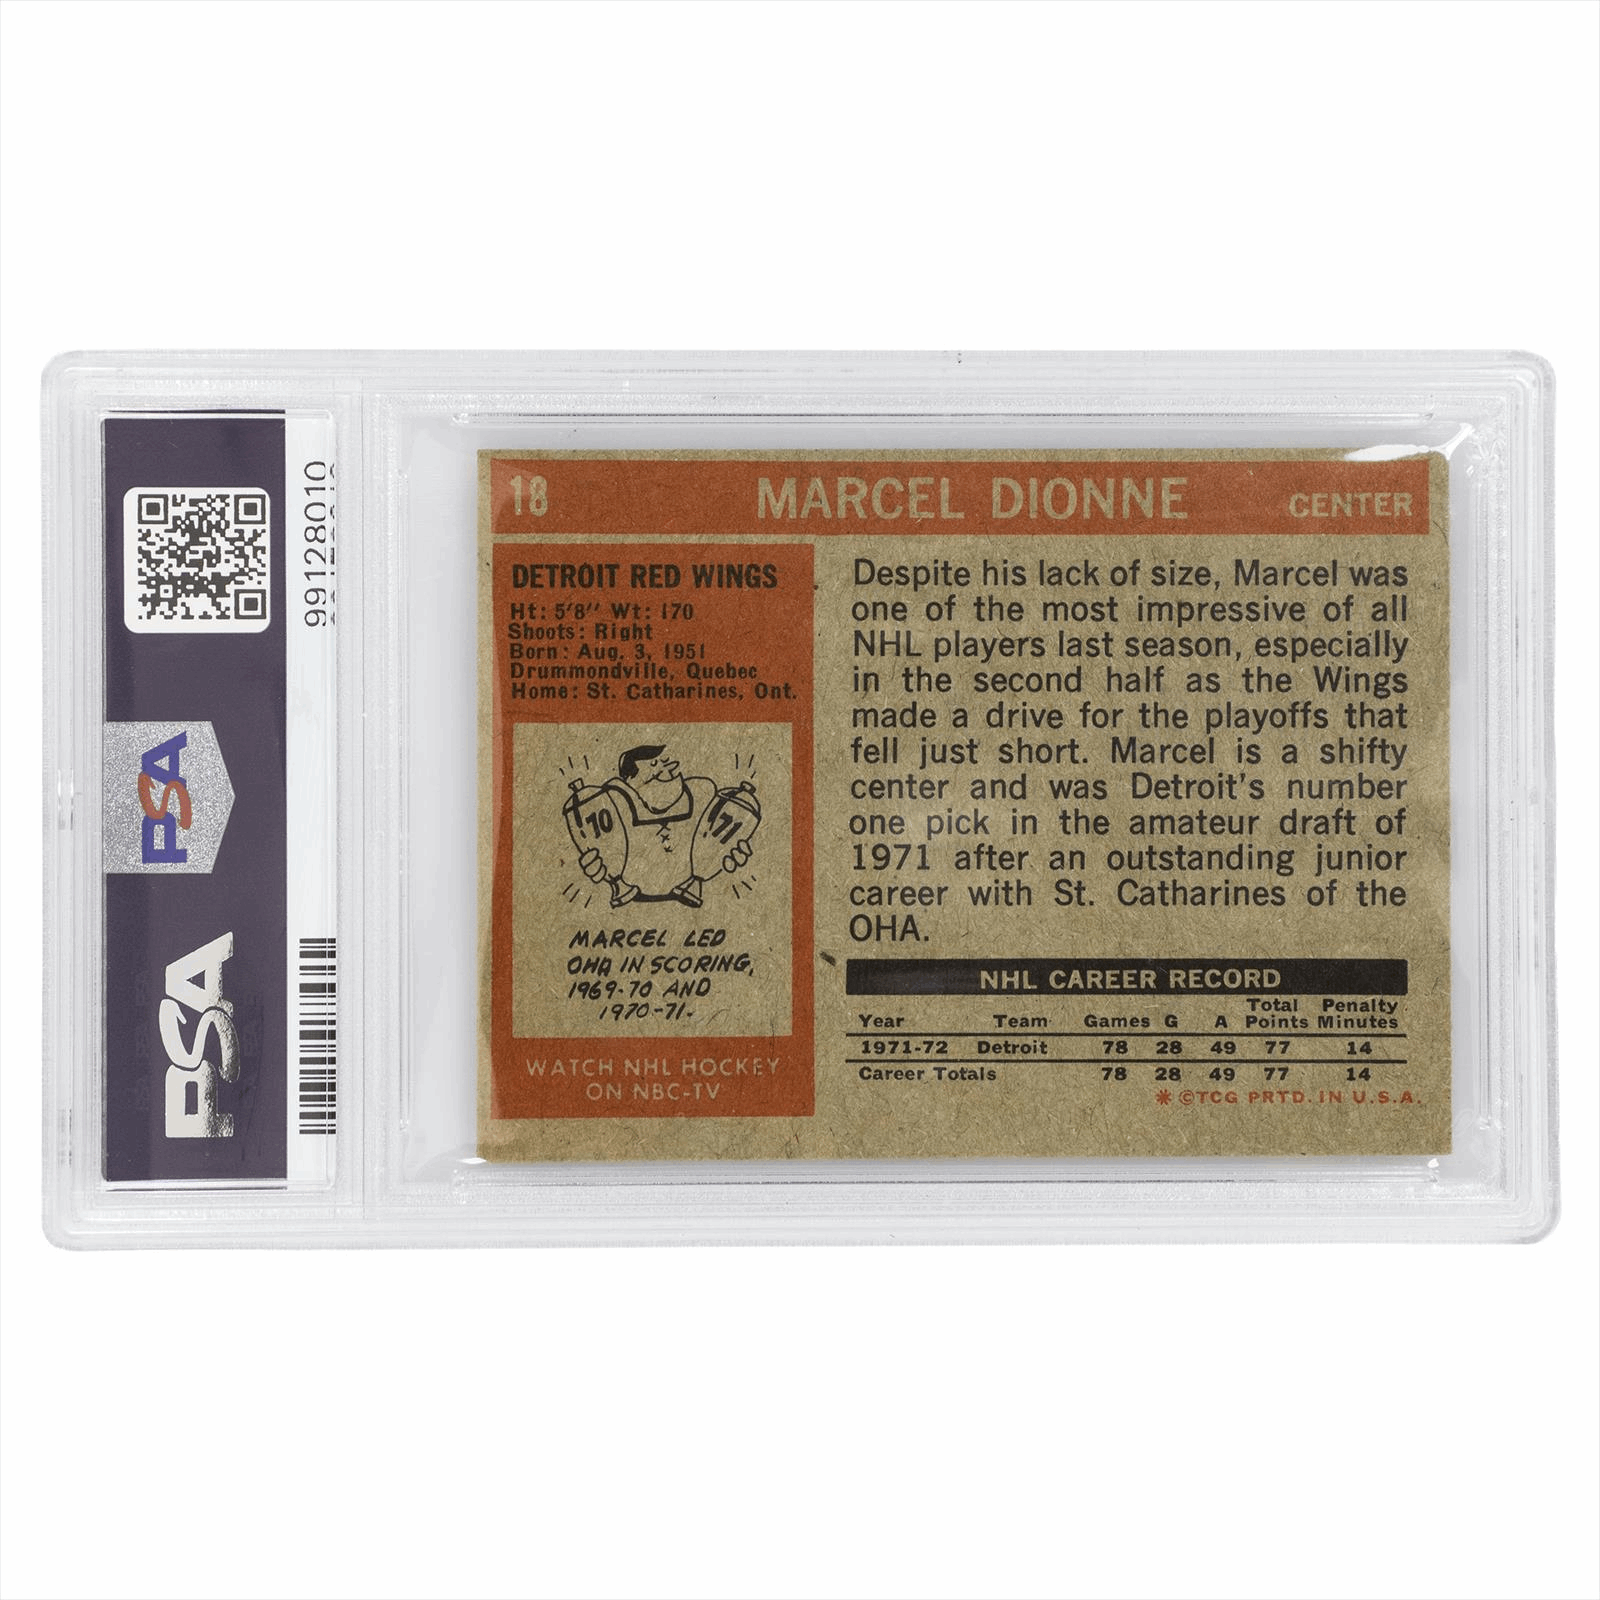 99128010
PSA
PSA
18 MARCEL DIONNE CENTER
DETROIT RED WINGS
Ht: 5'8" Wt: 170
Shoots: Right
Born: Aug. 3, 1951
Drummondville, Quebec
Home: St. Catharines, Ont.
70 71
MARCEL LED
OHA IN SCORING,
1969-70 AND
1970-71.
WATCH NHL HOCKEY
ON NBC-TV
Despite his lack of size, Marcel was
one of the most impressive of all
NHL players last season, especially
in the second half as the Wings
made a drive for the playoffs that
fell just short. Marcel is a shifty
center and was Detroit's number
one pick in the amateur draft of
1971 after an outstanding junior
career with St. Catharines of the
OHA.
NHL CAREER RECORD
Year Team Games G A Total Points Penalty Minutes
1971-72 Detroit 78 28 49 77 14
Career Totals 78 28 49 77 14
* ©TCG PRTD. IN U.S.A.